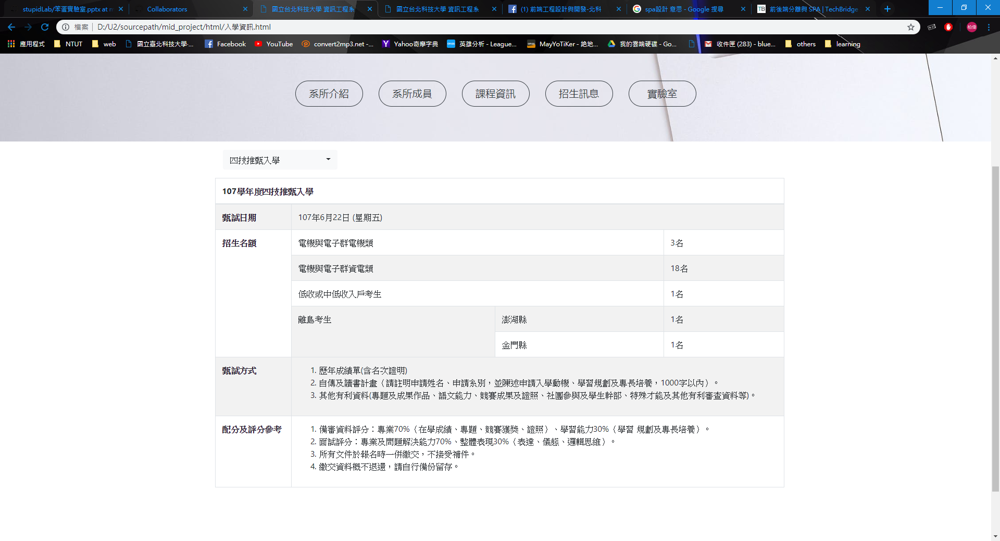 stupidLab/笨蛋實驗室.pptx at m
Collaborators
國立台北科技大學 資訊工程系
國立台北科技大學 資訊工程系
(1) 前端工程設計與開發-北科
spa設計 意思 - Google 搜尋
TB 前後端分離與 SPA | TechBridge
檔案 D:/U2/sourcepath/mid_project/html/入學資訊.html
柏偉
應用程式 NTUT web 國立臺北科技大學-... Facebook YouTube convert2mp3.net -... Yahoo奇摩字典 英雄分析 - League... MayYoTiKer - 絶地... 我的雲端硬碟 - Go... 收件匣 (283) - blue... others learning
系所介紹 系所成員 課程資訊 招生訊息 實驗室
四技推甄入學
107學年度四技推甄入學
甄試日期 107年6月22日 (星期五)
招生名額 電機與電子群電機類 3名
電機與電子群資電類 18名
低收或中低收入戶考生 1名
離島考生 澎湖縣 1名
金門縣 1名
甄試方式 1. 歷年成績單(含名次證明)
2. 自傳及讀書計畫（請註明申請姓名、申請系別，並陳述申請入學動機、學習規劃及專長培養，1000字以內）。
3. 其他有利資料(專題及成果作品、語文能力、競賽成果及證照、社團參與及學生幹部、特殊才能及其他有利審查資料等)。
配分及評分參考 1. 備審資料評分：專業70%（在學成績、專題、競賽獲獎、證照）、學習能力30%（學習 規劃及專長培養）。
2. 面試評分：專業及問題解決能力70%、整體表現30%（表達、儀態、邏輯思維）。
3. 所有文件於報名時一併繳交，不接受補件。
4. 繳交資料概不退還，請自行備份留存。